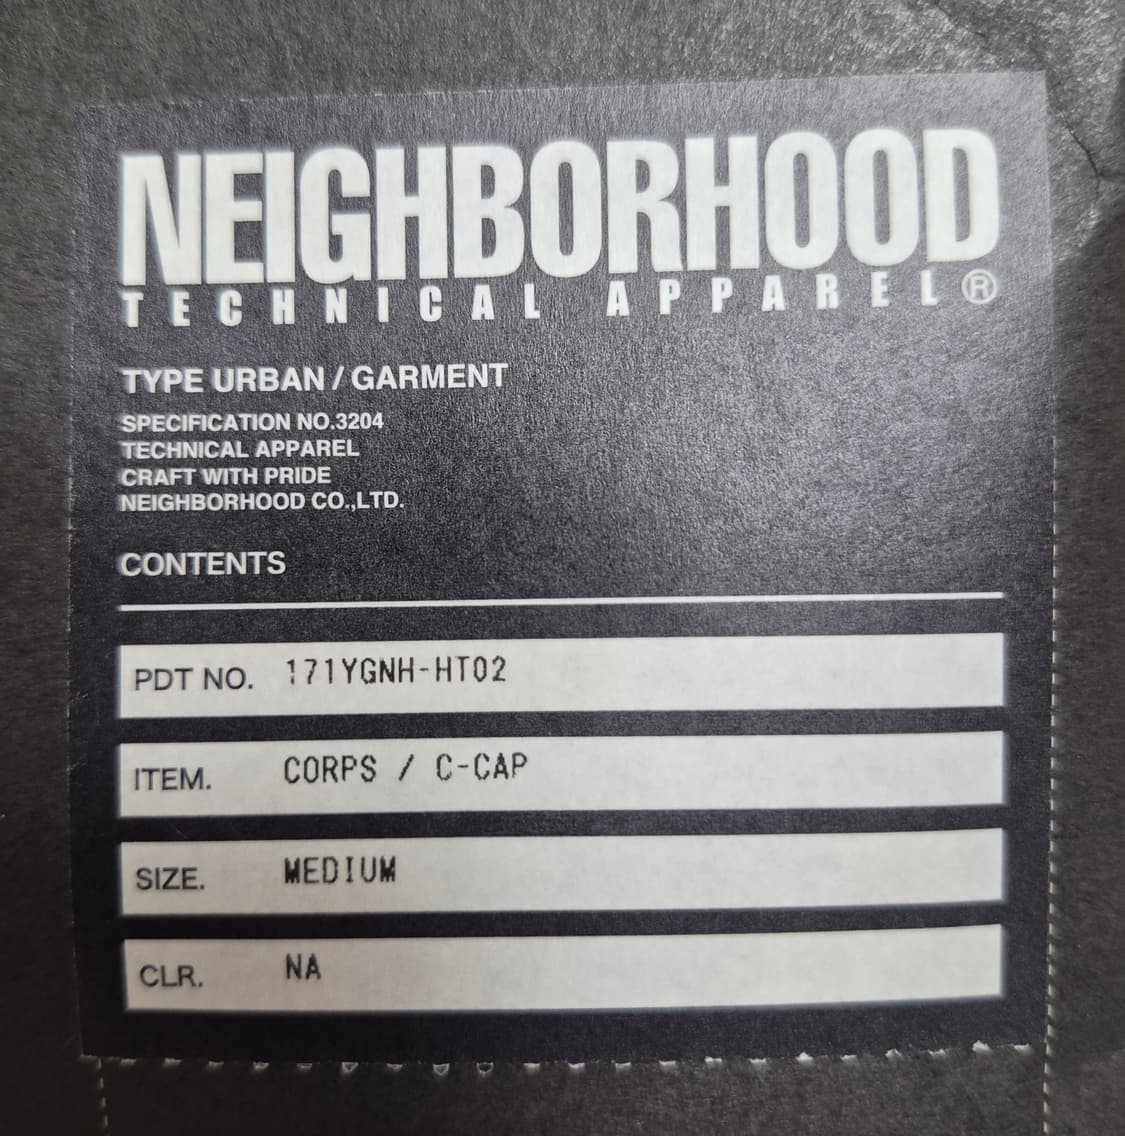 NEIGHBORHOOD
TECHNICAL APPAREL®
TYPE URBAN / GARMENT
SPECIFICATION NO.3204
TECHNICAL APPAREL
CRAFT WITH PRIDE
NEIGHBORHOOD CO.,LTD.
CONTENTS
PDT NO. 171YGNH-HT02
ITEM. CORPS / C-CAP
SIZE. MEDIUM
CLR. NA